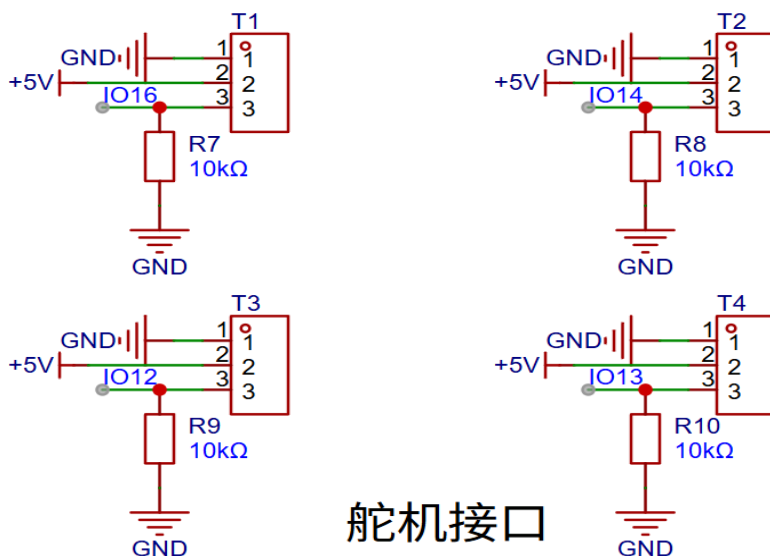 T1
GND
1
1
+5V
2
2
IO16
3
3
R7
10kΩ
GND
T2
GND
1
1
+5V
2
2
IO14
3
3
R8
10kΩ
GND
T3
GND
1
1
+5V
2
2
IO12
3
3
R9
10kΩ
GND
T4
GND
1
1
+5V
2
2
IO13
3
3
R10
10kΩ
GND
舵机接口